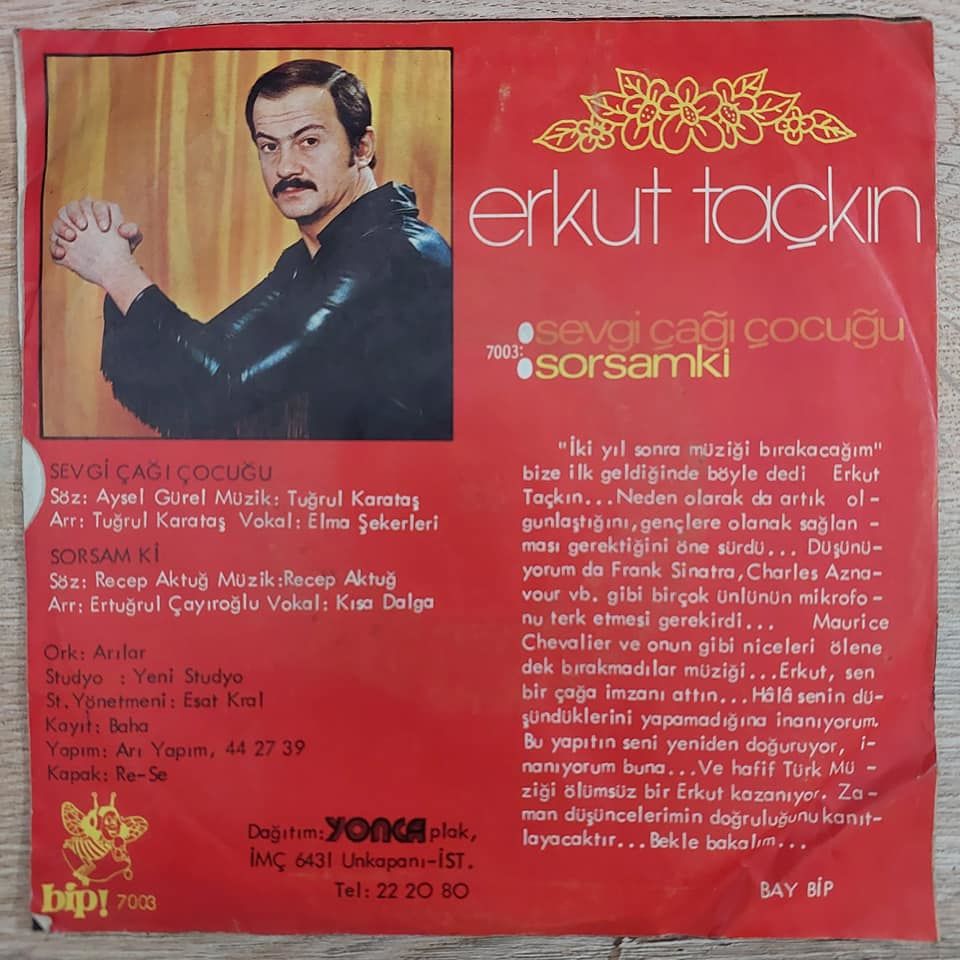 erkut taçkın
7003:
sevgi çağı çocuğu
sorsamki
SEVGİ ÇAĞI ÇOCUĞU
Söz: Aysel Gürel Müzik: Tuğrul Karataş
Arr: Tuğrul Karataş Vokal: Elma Şekerleri
SORSAM Kİ
Söz: Recep Aktuğ Müzik:Recep Aktuğ
Arr: Ertuğrul Çayıroğlu Vokal: Kısa Dalga
Ork: Arılar
Studyo : Yeni Studyo
St. Yönetmeni: Esat Kral
Kayıt: Baha
Yapım: Arı Yapım, 44 27 39
Kapak: Re-Se
"İki yıl sonra müziği bırakacağım"
bize ilk geldiğinde böyle dedi Erkut
Taçkın...Neden olarak da artık ol-
gunlaştığını,gençlere olanak sağlan -
ması gerektiğini öne sürdü... Düşünü-
yorum da Frank Sinatra,Charles Azna-
vour vb. gibi birçok ünlünün mikrofo -
nu terk etmesi gerekirdi... Maurice
Chevalier ve onun gibi niceleri ölene
dek bırakmadılar müziği...Erkut, sen
bir çağa imzanı attın...Hâlâ senin dü-
şündüklerini yapamadığına inanıyorum.
Bu yapıtın seni yeniden doğuruyor, i-
nanıyorum buna...Ve hafif Türk Mü -
ziği ölümsüz bir Erkut kazanıyor. Za -
man düşüncelerimin doğruluğunu kanıt-
layacaktır...Bekle bakalım...
BAY BİP
Dağıtım: YONCA plak,
İMÇ 6431 Unkapanı-İST.
Tel: 22 20 80
bip! 7003